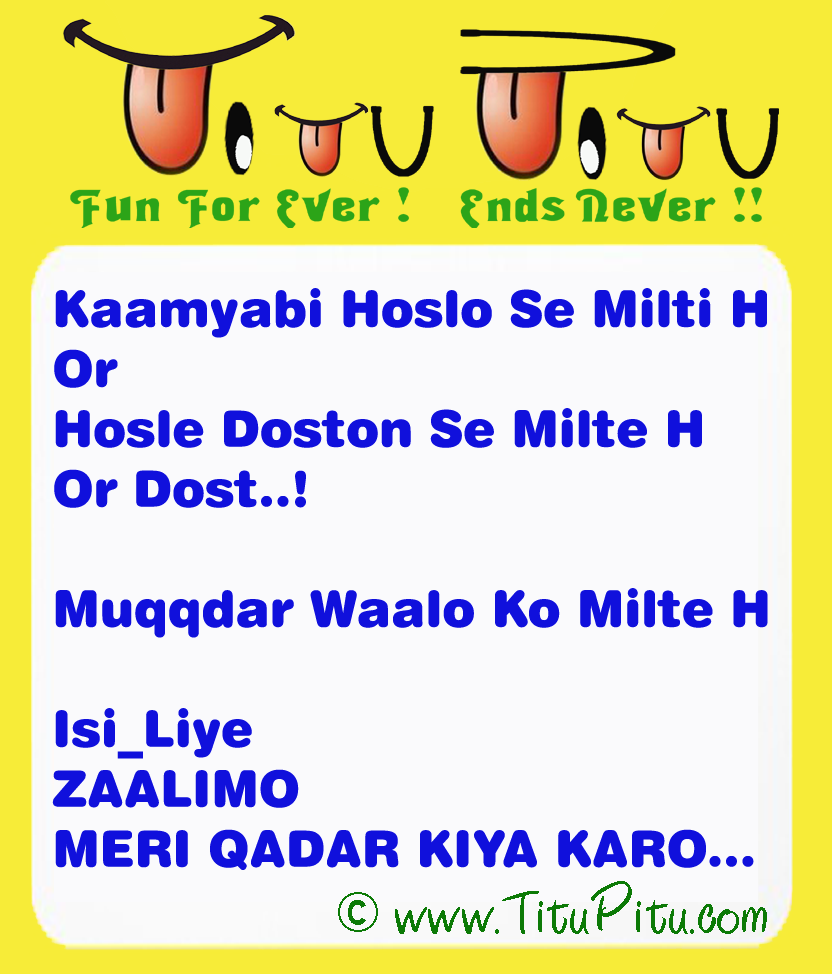 Titu Pitu
Fun For Ever ! Ends Never !!
Kaamyabi Hoslo Se Milti H
Or
Hosle Doston Se Milte H
Or Dost..!
Muqqdar Waalo Ko Milte H
Isi_Liye
ZAALIMO
MERI QADAR KIYA KARO...
© www.TituPitu.com